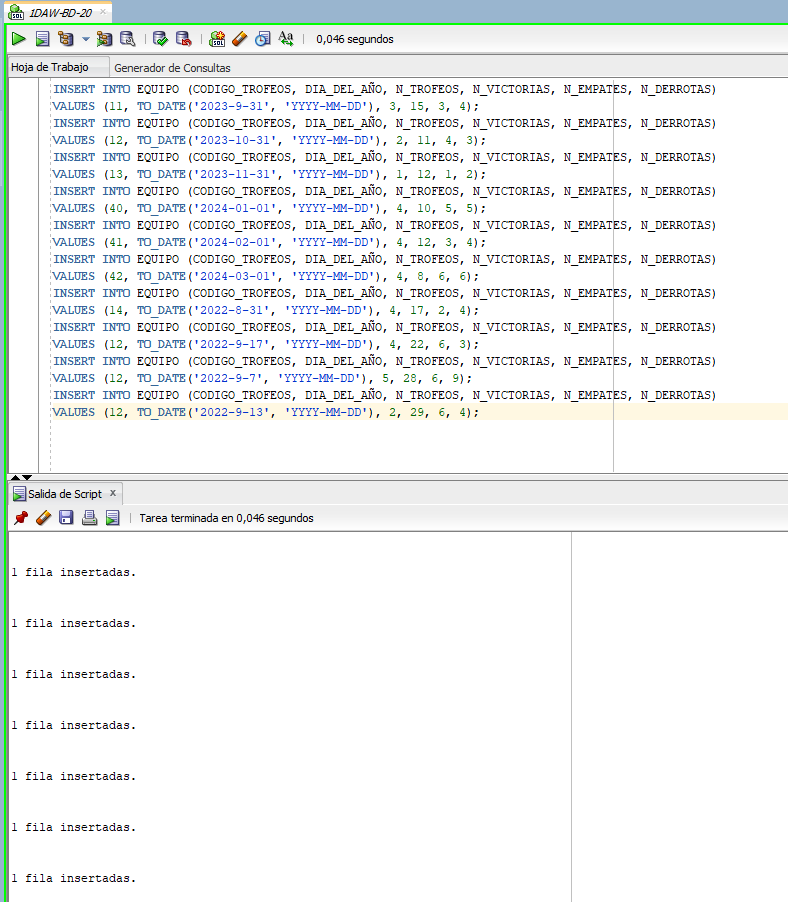 1DAW-BD-20
0,046 segundos
Hoja de Trabajo Generador de Consultas
INSERT INTO EQUIPO (CODIGO_TROFEOS, DIA_DEL_AÑO, N_TROFEOS, N_VICTORIAS, N_EMPATES, N_DERROTAS)
VALUES (11, TO_DATE('2023-9-31', 'YYYY-MM-DD'), 3, 15, 3, 4);
INSERT INTO EQUIPO (CODIGO_TROFEOS, DIA_DEL_AÑO, N_TROFEOS, N_VICTORIAS, N_EMPATES, N_DERROTAS)
VALUES (12, TO_DATE('2023-10-31', 'YYYY-MM-DD'), 2, 11, 4, 3);
INSERT INTO EQUIPO (CODIGO_TROFEOS, DIA_DEL_AÑO, N_TROFEOS, N_VICTORIAS, N_EMPATES, N_DERROTAS)
VALUES (13, TO_DATE('2023-11-31', 'YYYY-MM-DD'), 1, 12, 1, 2);
INSERT INTO EQUIPO (CODIGO_TROFEOS, DIA_DEL_AÑO, N_TROFEOS, N_VICTORIAS, N_EMPATES, N_DERROTAS)
VALUES (40, TO_DATE('2024-01-01', 'YYYY-MM-DD'), 4, 10, 5, 5);
INSERT INTO EQUIPO (CODIGO_TROFEOS, DIA_DEL_AÑO, N_TROFEOS, N_VICTORIAS, N_EMPATES, N_DERROTAS)
VALUES (41, TO_DATE('2024-02-01', 'YYYY-MM-DD'), 4, 12, 3, 4);
INSERT INTO EQUIPO (CODIGO_TROFEOS, DIA_DEL_AÑO, N_TROFEOS, N_VICTORIAS, N_EMPATES, N_DERROTAS)
VALUES (42, TO_DATE('2024-03-01', 'YYYY-MM-DD'), 4, 8, 6, 6);
INSERT INTO EQUIPO (CODIGO_TROFEOS, DIA_DEL_AÑO, N_TROFEOS, N_VICTORIAS, N_EMPATES, N_DERROTAS)
VALUES (14, TO_DATE('2022-8-31', 'YYYY-MM-DD'), 4, 17, 2, 4);
INSERT INTO EQUIPO (CODIGO_TROFEOS, DIA_DEL_AÑO, N_TROFEOS, N_VICTORIAS, N_EMPATES, N_DERROTAS)
VALUES (12, TO_DATE('2022-9-17', 'YYYY-MM-DD'), 4, 22, 6, 3);
INSERT INTO EQUIPO (CODIGO_TROFEOS, DIA_DEL_AÑO, N_TROFEOS, N_VICTORIAS, N_EMPATES, N_DERROTAS)
VALUES (12, TO_DATE('2022-9-7', 'YYYY-MM-DD'), 5, 28, 6, 9);
INSERT INTO EQUIPO (CODIGO_TROFEOS, DIA_DEL_AÑO, N_TROFEOS, N_VICTORIAS, N_EMPATES, N_DERROTAS)
VALUES (12, TO_DATE('2022-9-13', 'YYYY-MM-DD'), 2, 29, 6, 4);
Salida de Script x
Tarea terminada en 0,046 segundos
1 fila insertadas.
1 fila insertadas.
1 fila insertadas.
1 fila insertadas.
1 fila insertadas.
1 fila insertadas.
1 fila insertadas.